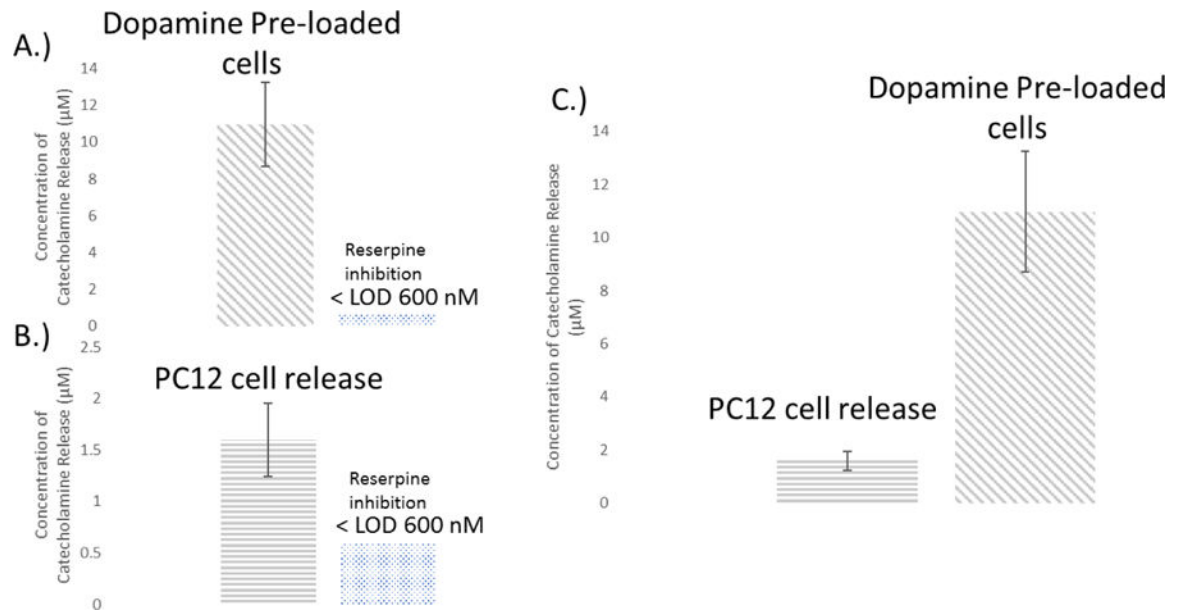 A.)
Dopamine Pre-loaded
cells
Concentration of
Catecholamine Release (µM)
14
12
10
8
6
4
2
0
Reserpine
inhibition
< LOD 600 nM
B.)
PC12 cell release
Concentration of
Catecholamine Release (µM)
2.5
2
1.5
1
0.5
0
Reserpine
inhibition
< LOD 600 nM
C.)
Dopamine Pre-loaded
cells
Concentration of Catecholamine Release
(µM)
14
12
10
8
6
4
2
0
PC12 cell release